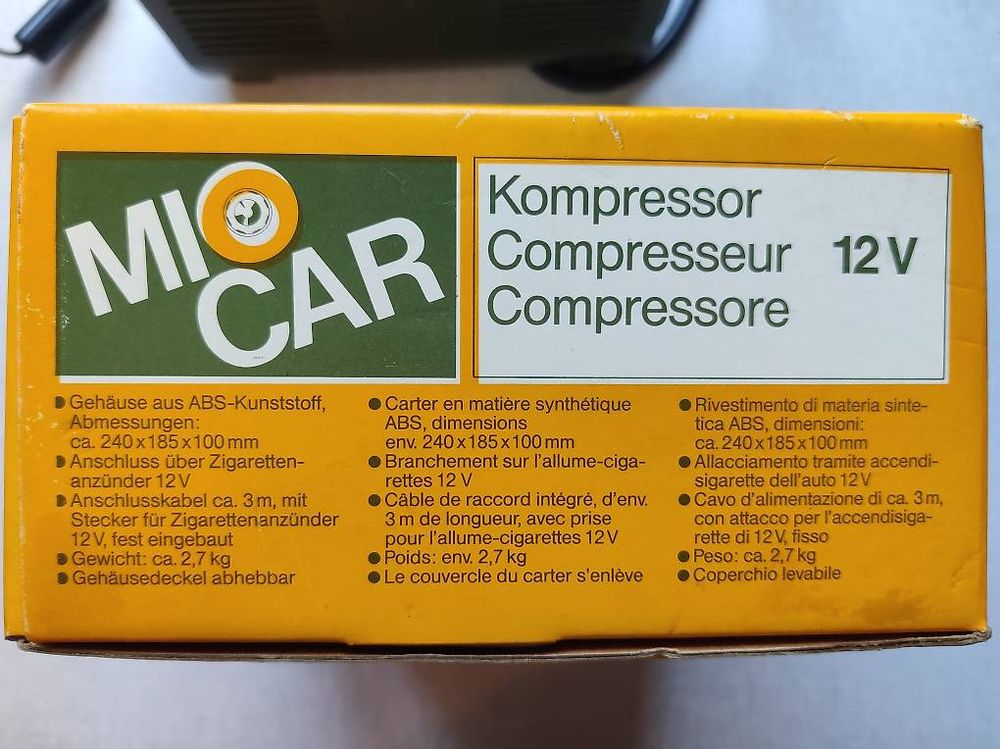 MIO
CAR
Kompressor
Compresseur 12 V
Compressore
Gehäuse aus ABS-Kunststoff,
Abmessungen:
ca. 240 x 185 x 100 mm
Anschluss über Zigaretten-
anzünder 12 V
Anschlusskabel ca. 3 m, mit
Stecker für Zigarettenanzünder
12 V, fest eingebaut
Gewicht: ca. 2,7 kg
Gehäusedeckel abhebbar
Carter en matière synthétique
ABS, dimensions
env. 240 x 185 x 100 mm
Branchement sur l'allume-ciga-
rettes 12 V
Câble de raccord intégré, d'env.
3 m de longueur, avec prise
pour l'allume-cigarettes 12 V
Poids: env. 2,7 kg
Le couvercle du carter s'enlève
Rivestimento di materia sinte-
tica ABS, dimensioni:
ca. 240 x 185 x 100 mm
Allacciamento tramite accendi-
sigarette dell'auto 12 V
Cavo d'alimentazione di ca. 3 m,
con attacco per l'accendisiga-
rette di 12 V, fisso
Peso: ca. 2,7 kg
Coperchio levabile